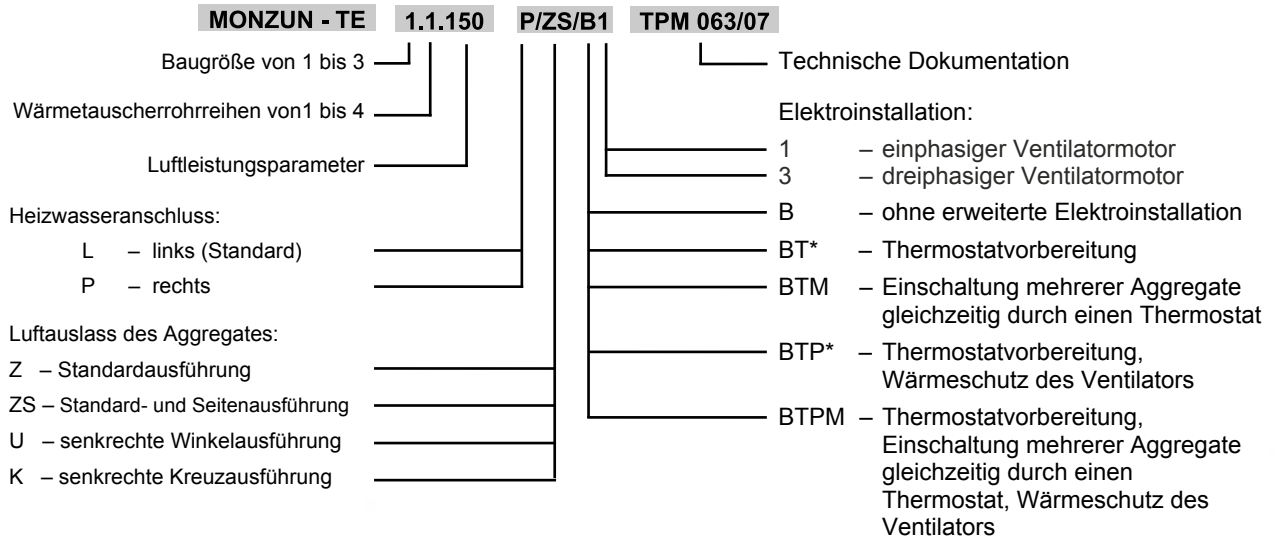 MONZUN - TE 1.1.150 P/ZS/B1 TPM 063/07
Baugröße von 1 bis 3
Wärmetauscherrohrreihen von1 bis 4
Luftleistungsparameter
Heizwasseranschluss:
L – links (Standard)
P – rechts
Luftauslass des Aggregates:
Z – Standardausführung
ZS – Standard- und Seitenausführung
U – senkrechte Winkelausführung
K – senkrechte Kreuzausführung
Technische Dokumentation
Elektroinstallation:
1 – einphasiger Ventilatormotor
3 – dreiphasiger Ventilatormotor
B – ohne erweiterte Elektroinstallation
BT* – Thermostatvorbereitung
BTM – Einschaltung mehrerer Aggregate
gleichzeitig durch einen Thermostat
BTP* – Thermostatvorbereitung,
Wärmeschutz des Ventilators
BTPM – Thermostatvorbereitung,
Einschaltung mehrerer Aggregate
gleichzeitig durch einen
Thermostat, Wärmeschutz des
Ventilators